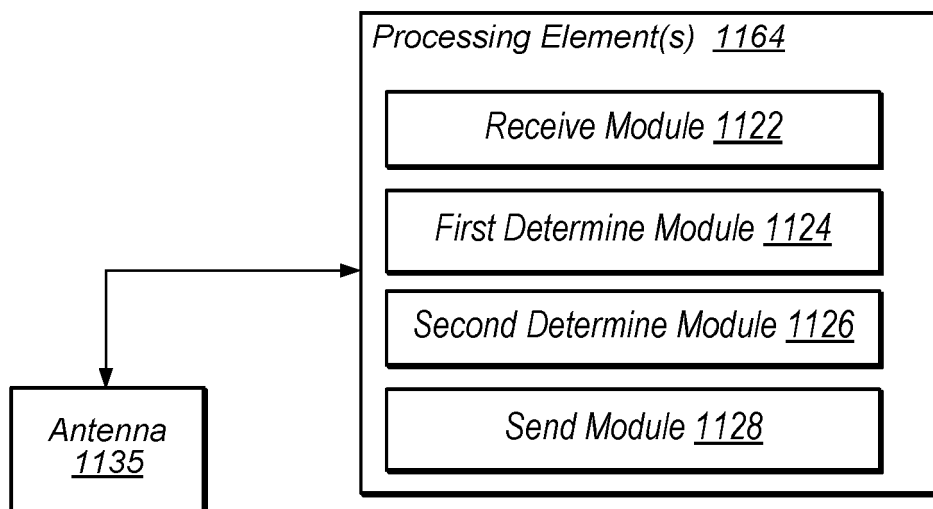 Processing Element(s) 1164
Receive Module 1122
First Determine Module 1124
Second Determine Module 1126
Send Module 1128
Antenna
1135